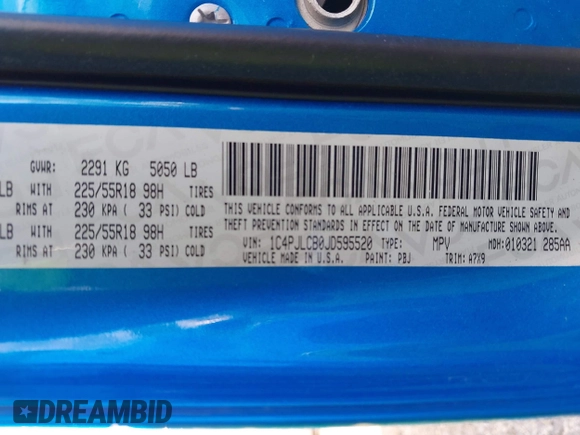 GVWR: 2291 KG 5050 LB
LB WITH 225/55R18 98H TIRES
RIMS AT 230 KPA ( 33 PSI) COLD
LB WITH 225/55R18 98H TIRES
RIMS AT 230 KPA ( 33 PSI) COLD
THIS VEHICLE CONFORMS TO ALL APPLICABLE U.S.A. FEDERAL MOTOR VEHICLE SAFETY AND
THEFT PREVENTION STANDARDS IN EFFECT ON THE DATE OF MANUFACTURE SHOWN ABOVE.
VIN: 1C4PJLCB0JD595520 TYPE: MPV MDH: 010321 285AA
MADE IN U.S.A. PAINT: PBJ TRIM: A7X9
DREAMBID